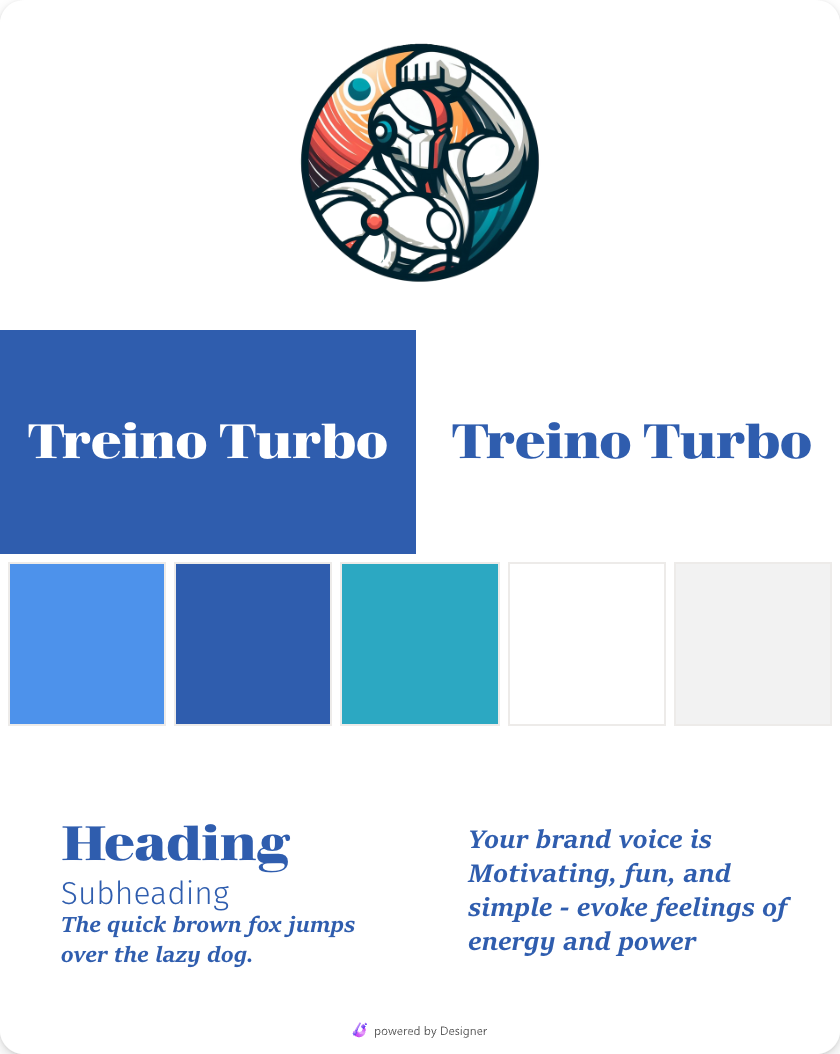 Treino Turbo
Treino Turbo
Heading
Subheading
The quick brown fox jumps
over the lazy dog.
Your brand voice is
Motivating, fun, and
simple - evoke feelings of
energy and power
powered by Designer